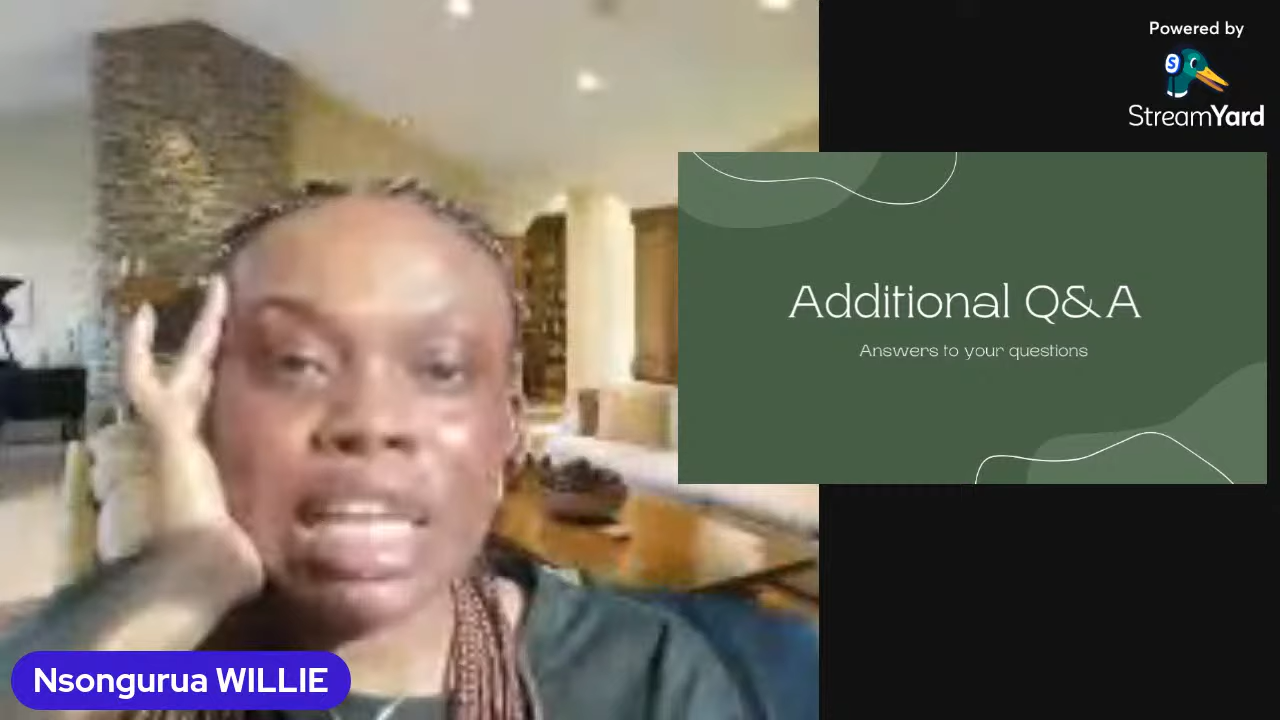 Powered by
StreamYard
Additional Q&A
Answers to your questions
Nsongurua WILLIE